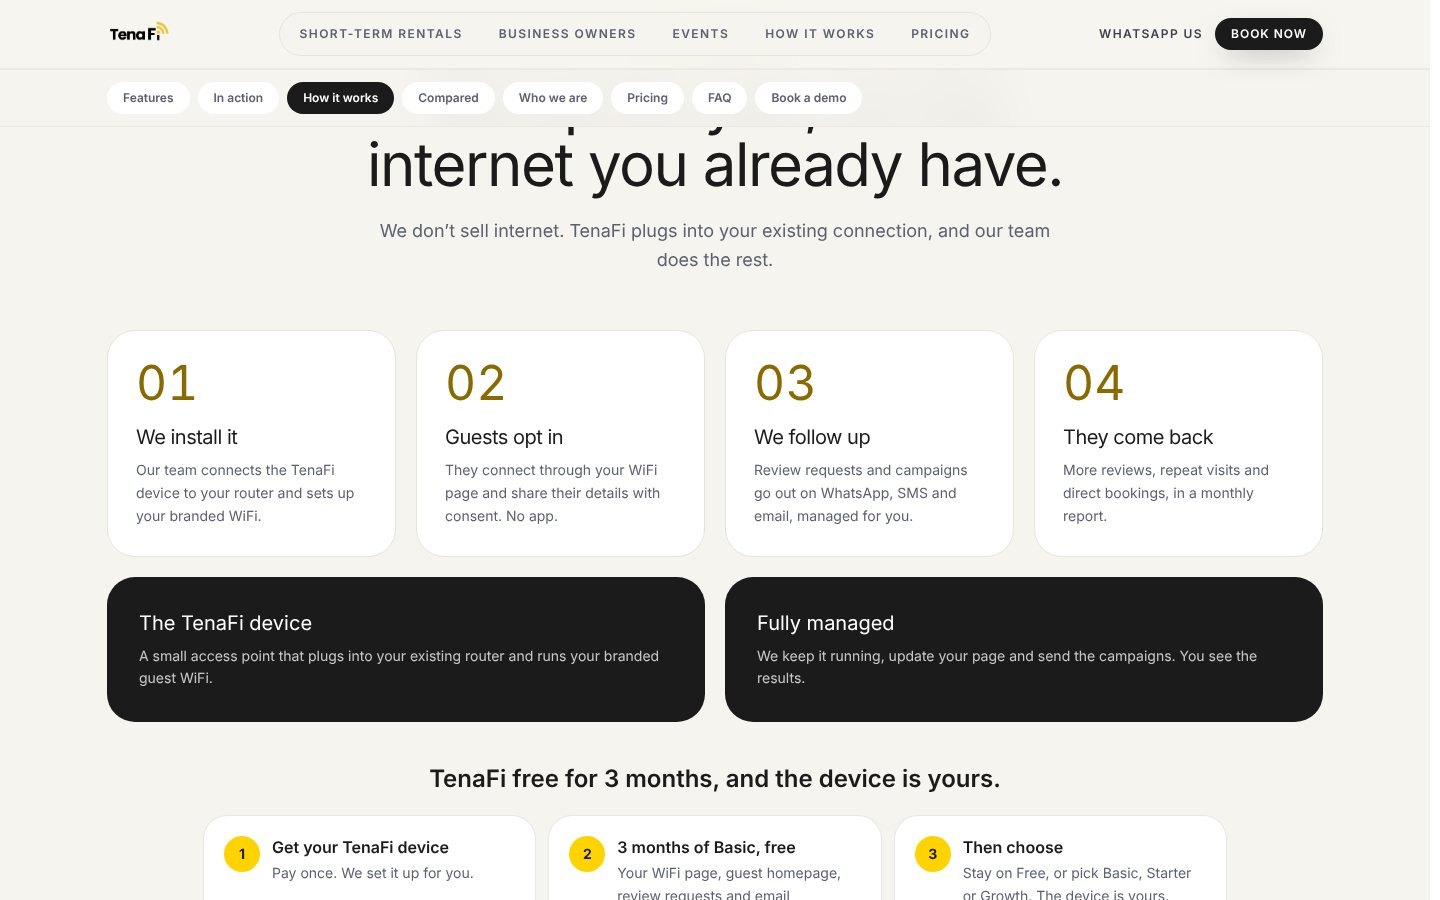 TenaFi
SHORT-TERM RENTALS
BUSINESS OWNERS
EVENTS
HOW IT WORKS
PRICING
WHATSAPP US
BOOK NOW
Features
In action
How it works
Compared
Who we are
Pricing
FAQ
Book a demo
internet you already have.
We don’t sell internet. TenaFi plugs into your existing connection, and our team
does the rest.
01
We install it
Our team connects the TenaFi
device to your router and sets up
your branded WiFi.
02
Guests opt in
They connect through your WiFi
page and share their details with
consent. No app.
03
We follow up
Review requests and campaigns
go out on WhatsApp, SMS and
email, managed for you.
04
They come back
More reviews, repeat visits and
direct bookings, in a monthly
report.
The TenaFi device
A small access point that plugs into your existing router and runs your branded
guest WiFi.
Fully managed
We keep it running, update your page and send the campaigns. You see the
results.
TenaFi free for 3 months, and the device is yours.
1
Get your TenaFi device
Pay once. We set it up for you.
2
3 months of Basic, free
Your WiFi page, guest homepage,
review requests and email
3
Then choose
Stay on Free, or pick Basic, Starter
or Growth. The device is yours.